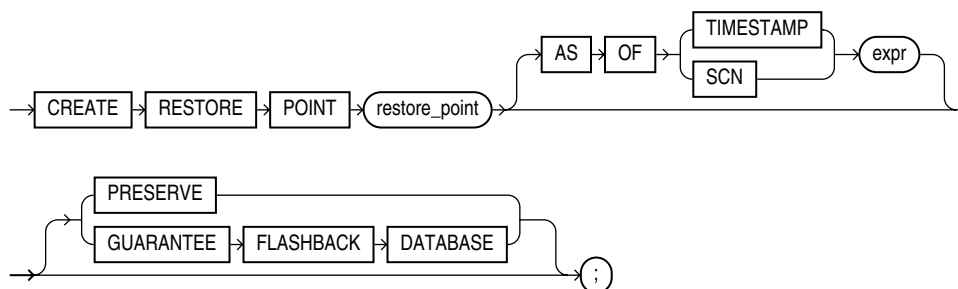 TIMESTAMP
AS OF expr
SCN
CREATE RESTORE POINT restore_point
PRESERVE
GUARANTEE FLASHBACK DATABASE
;